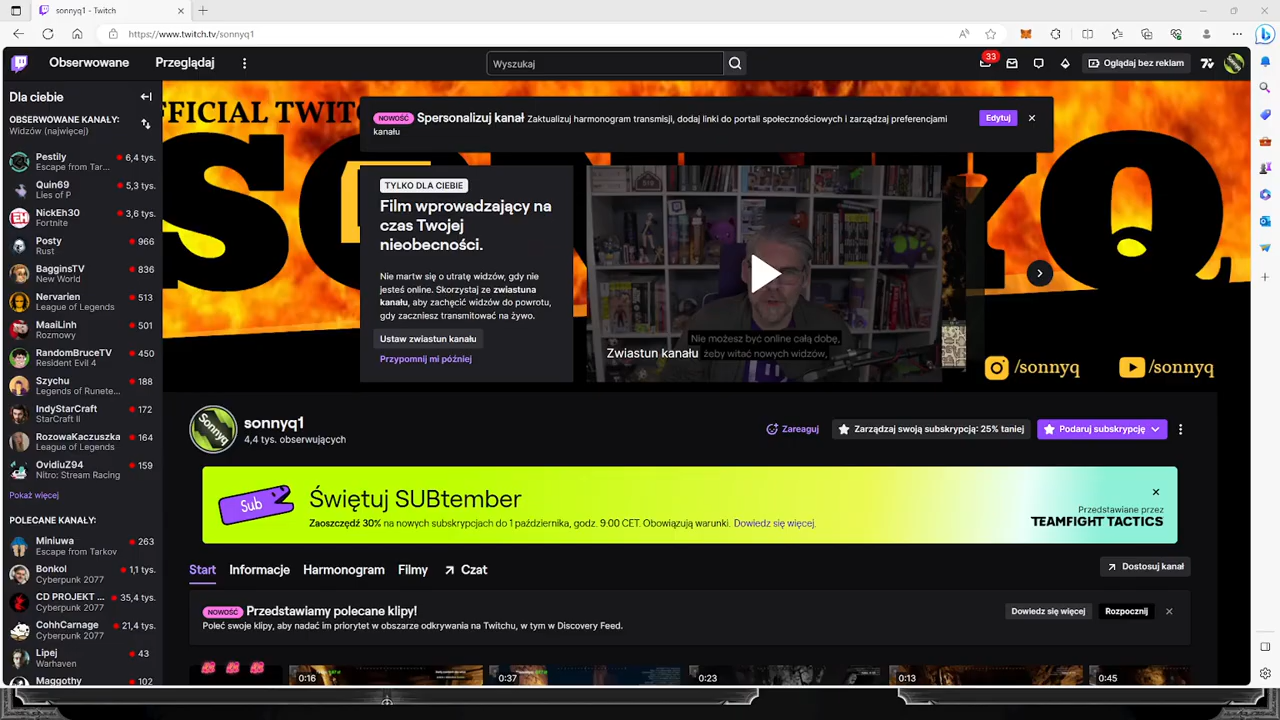 sonnyq1 - Twitch
https://www.twitch.tv/sonnyq1
Obserwowane
Przeglądaj
Wyszukaj
33
Oglądaj bez reklam
Dla ciebie
OBSERWOWANE KANAŁY:
Widzów (najwięcej)
Pestily 6,4 tys.
Escape from Tar...
Quin69 5,3 tys.
Lies of P
NickEh30 3,6 tys.
Fortnite
Posty 966
Rust
BagginsTV 836
New World
Nervarien 513
League of Legends
MaaiLinh 501
Rozmowy
RandomBruceTV 450
Resident Evil 4
Szychu 188
Legends of Runete...
IndyStarCraft 172
StarCraft II
RozowaKaczuszka 164
League of Legends
OvidiuZ94 159
Nitro: Stream Racing
Pokaż więcej
POLECANE KANAŁY:
Miniuwa 263
Escape from Tarkov
Bonkol 1,1 tys.
Cyberpunk 2077
CD PROJEKT ... 35,4 tys.
Cyberpunk 2077
CohhCarnage 21,4 tys.
Cyberpunk 2077
Lipej 43
Warhaven
Maggothy 102
FFICIAL TWITC
NOWOŚĆ Spersonalizuj kanał Zaktualizuj harmonogram transmisji, dodaj linki do portali społecznościowych i zarządzaj preferencjami
kanału
Edytuj
TYLKO DLA CIEBIE
Film wprowadzający na
czas Twojej
nieobecności.
Nie martw się o utratę widzów, gdy nie
jesteś online. Skorzystaj ze zwiastuna
kanału, aby zachęcić widzów do powrotu,
gdy zaczniesz transmitować na żywo.
Ustaw zwiastun kanału
Przypomnij mi później
Nie możesz być online całą dobę,
żeby witać nowych widzów,
Zwiastun kanału
/sonnyq
/sonnyq
Sonnyq
sonnyq1
4,4 tys. obserwujących
Zareaguj
Zarządzaj swoją subskrypcją: 25% taniej
Podaruj subskrypcję
Sub
Świętuj SUBtember
Zaoszczędź 30% na nowych subskrypcjach do 1 października, godz. 9:00 CET. Obowiązują warunki. Dowiedz się więcej.
Przedstawiane przez
TEAMFIGHT TACTICS
Start
Informacje
Harmonogram
Filmy
Czat
Dostosuj kanał
NOWOŚĆ Przedstawiamy polecane klipy!
Poleć swoje klipy, aby nadać im priorytet w obszarze odkrywania na Twitchu, w tym w Discovery Feed.
Dowiedz się więcej
Rozpocznij
0:16
0:37
0:23
0:13
0:45